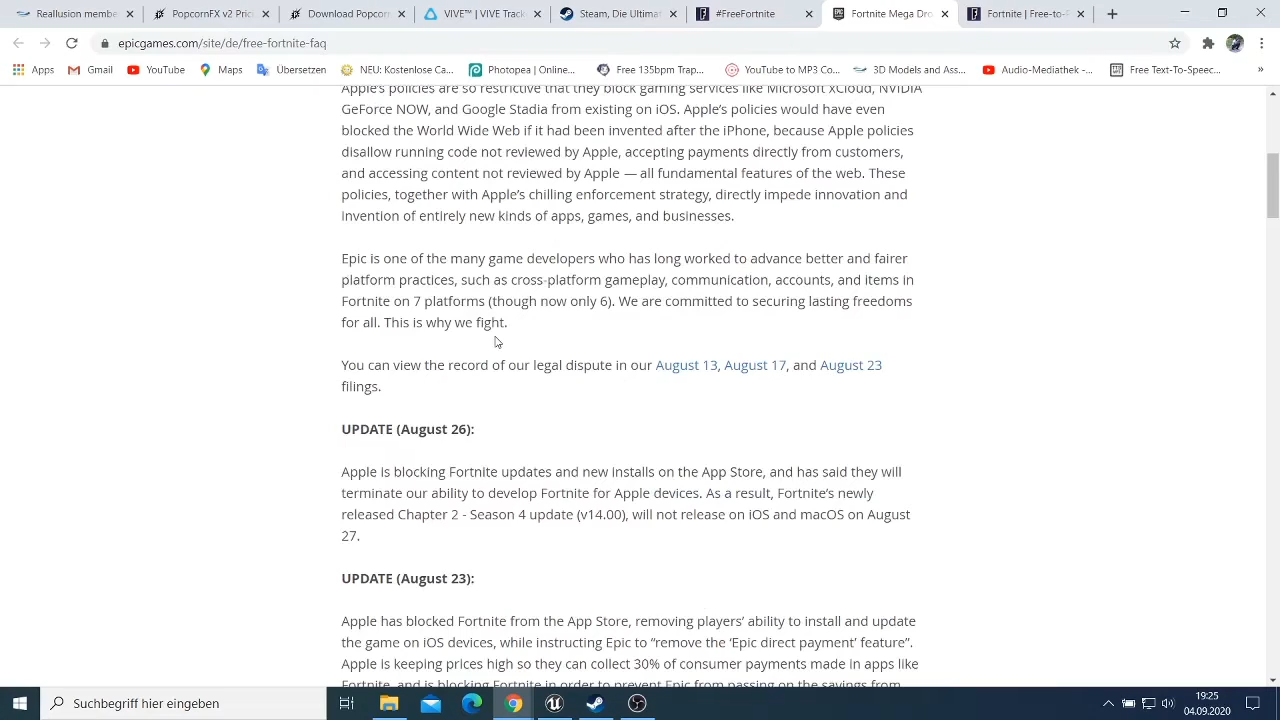 Reallusion membe
PopcornFX v2 Pric
Download Popcorn
VIVE™ | VIVE Track
Steam, Die Ultimat
#FreeFortnite
Fortnite Mega Dro
Fortnite | Free-to-F
epicgames.com/site/de/free-fortnite-faq
Apps
Gmail
YouTube
Maps
Übersetzen
NEU: Kostenlose Ca...
Photopea | Online...
Free 135bpm Trap...
YouTube to MP3 Co...
3D Models and Ass...
Audio-Mediathek -...
Free Text-To-Speec...
Apple's policies are so restrictive that they block gaming services like Microsoft xCloud, NVIDIA
GeForce NOW, and Google Stadia from existing on iOS. Apple's policies would have even
blocked the World Wide Web if it had been invented after the iPhone, because Apple policies
disallow running code not reviewed by Apple, accepting payments directly from customers,
and accessing content not reviewed by Apple — all fundamental features of the web. These
policies, together with Apple's chilling enforcement strategy, directly impede innovation and
invention of entirely new kinds of apps, games, and businesses.
Epic is one of the many game developers who has long worked to advance better and fairer
platform practices, such as cross-platform gameplay, communication, accounts, and items in
Fortnite on 7 platforms (though now only 6). We are committed to securing lasting freedoms
for all. This is why we fight.
You can view the record of our legal dispute in our August 13, August 17, and August 23
filings.
UPDATE (August 26):
Apple is blocking Fortnite updates and new installs on the App Store, and has said they will
terminate our ability to develop Fortnite for Apple devices. As a result, Fortnite's newly
released Chapter 2 - Season 4 update (v14.00), will not release on iOS and macOS on August
27.
UPDATE (August 23):
Apple has blocked Fortnite from the App Store, removing players' ability to install and update
the game on iOS devices, while instructing Epic to “remove the ‘Epic direct payment’ feature”.
Apple is keeping prices high so they can collect 30% of consumer payments made in apps like
Fortnite, and is blocking Fortnite in order to prevent Epic from passing on the savings from
Suchbegriff hier eingeben
19:25
04.09.2020